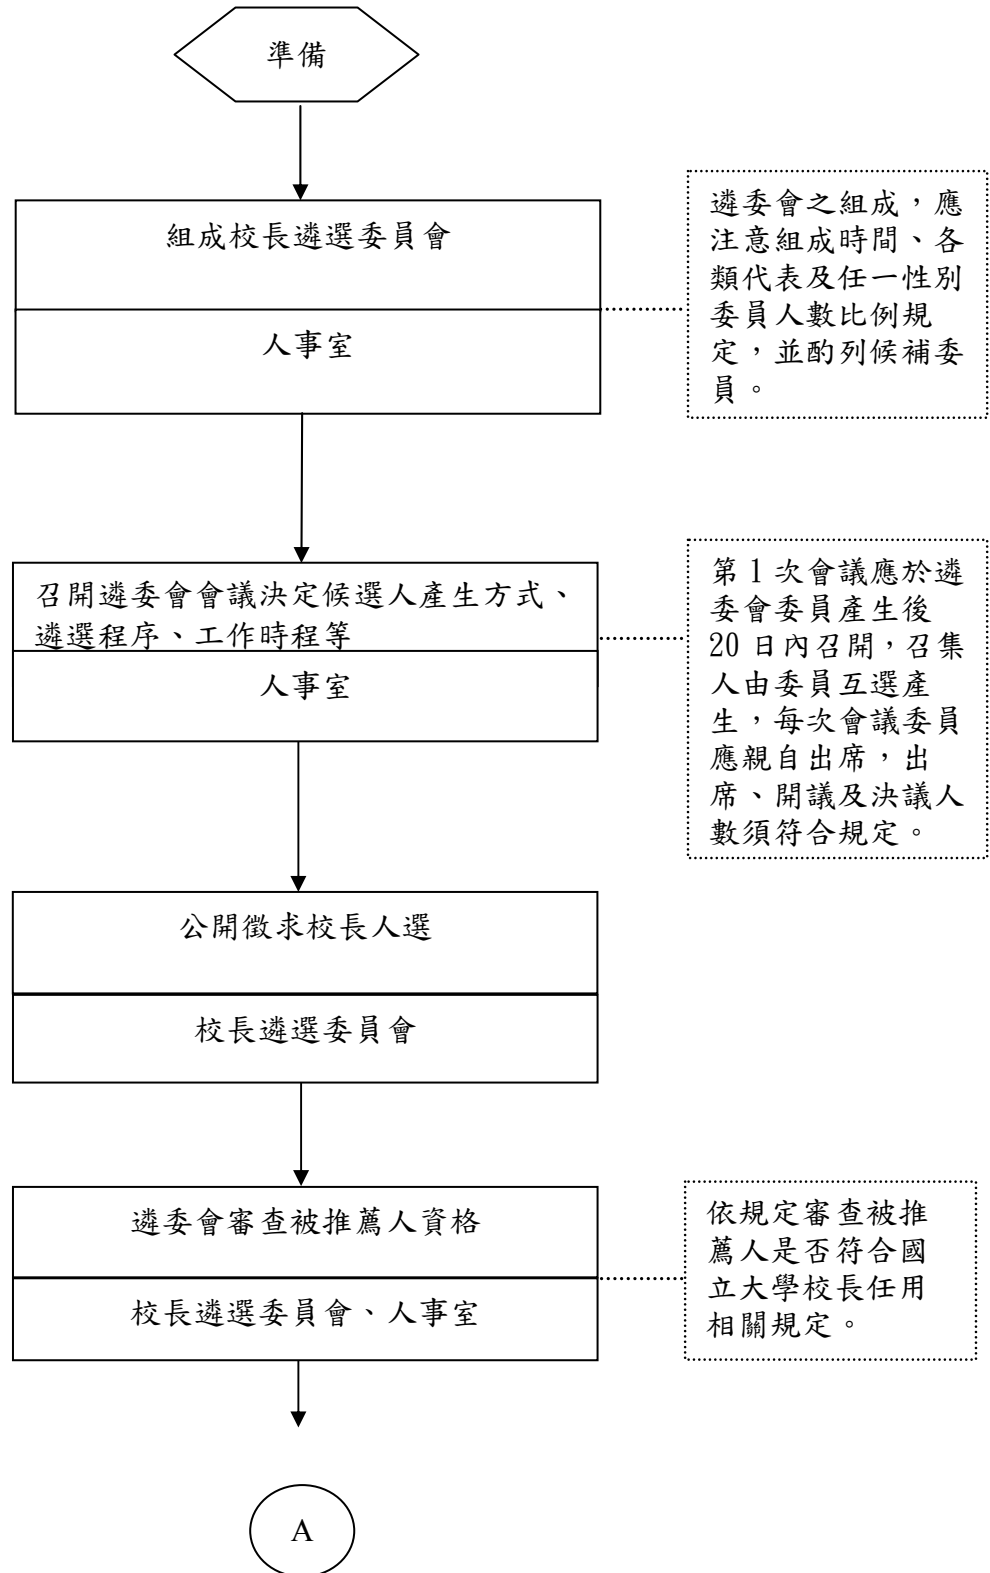 準備
組成校長遴選委員會
人事室
遴委會之組成，應
注意組成時間、各
類代表及任一性別
委員人數比例規
定，並酌列候補委
員。
召開遴委會會議決定候選人產生方式、
遴選程序、工作時程等
人事室
第 1 次會議應於遴
委會委員產生後
20 日內召開，召集
人由委員互選產
生，每次會議委員
應親自出席，出
席、開議及決議人
數須符合規定。
公開徵求校長人選
校長遴選委員會
遴委會審查被推薦人資格
校長遴選委員會、人事室
依規定審查被推
薦人是否符合國
立大學校長任用
相關規定。
A